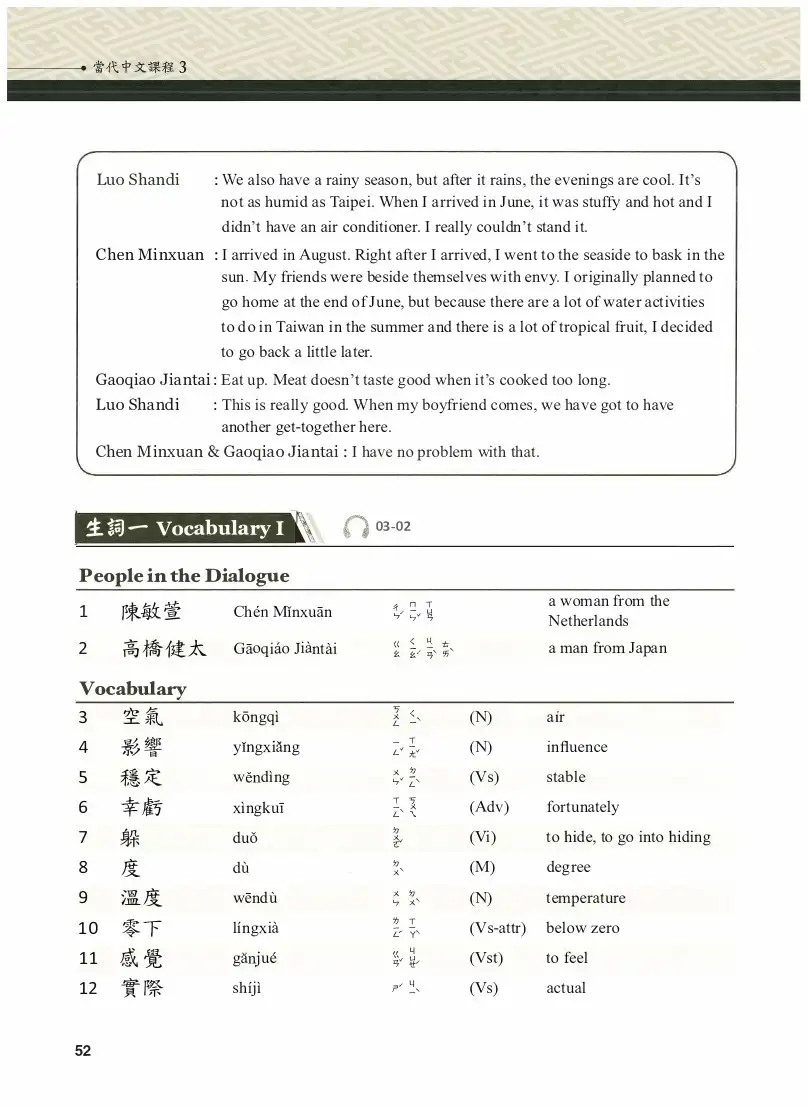 當代中文課程 3
Luo Shandi : We also have a rainy season, but after it rains, the evenings are cool. It's
not as humid as Taipei. When I arrived in June, it was stuffy and hot and I
didn't have an air conditioner. I really couldn't stand it.
Chen Minxuan : I arrived in August. Right after I arrived, I went to the seaside to bask in the
sun. My friends were beside themselves with envy. I originally planned to
go home at the end of June, but because there are a lot of water activities
to do in Taiwan in the summer and there is a lot of tropical fruit, I decided
to go back a little later.
Gaoqiao Jiantai : Eat up. Meat doesn't taste good when it's cooked too long.
Luo Shandi : This is really good. When my boyfriend comes, we have got to have
another get-together here.
Chen Minxuan & Gaoqiao Jiantai : I have no problem with that.
生詞一 Vocabulary I 03-02
People in the Dialogue
1 陳敏萱 Chén Mǐnxuān ㄔㄣˊ ㄇㄧㄣˇ ㄒㄩㄢ a woman from the
Netherlands
2 高橋健太 Gāoqiáo Jiàntài ㄍㄠ ㄑㄧㄠˊ ㄐㄧㄢˋ ㄊㄞˋ a man from Japan
Vocabulary
3 空氣 kōngqì ㄎㄨㄥ ㄑㄧˋ (N) air
4 影響 yǐngxiǎng ㄧㄥˇ ㄒㄧㄤˇ (N) influence
5 穩定 wěndìng ㄨㄣˇ ㄉㄧㄥˋ (Vs) stable
6 幸虧 xìngkuī ㄒㄧㄥˋ ㄎㄨㄟ (Adv) fortunately
7 躲 duǒ ㄉㄨㄛˇ (Vi) to hide, to go into hiding
8 度 dù ㄉㄨˋ (M) degree
9 溫度 wēndù ㄨㄣ ㄉㄨˋ (N) temperature
10 零下 língxià ㄌㄧㄥˊ ㄒㄧㄚˋ (Vs-attr) below zero
11 感覺 gǎnjué ㄍㄢˇ ㄐㄩㄝˊ (Vst) to feel
12 實際 shíjì ㄕˊ ㄐㄧˋ (Vs) actual
52